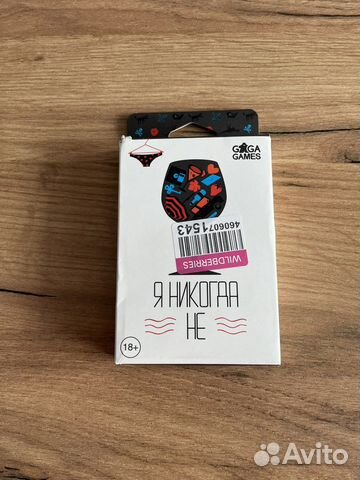 GAGA
GAMES
4606071543
WILDBERRIES
Я НИКОГДА
НЕ
18+
Avito